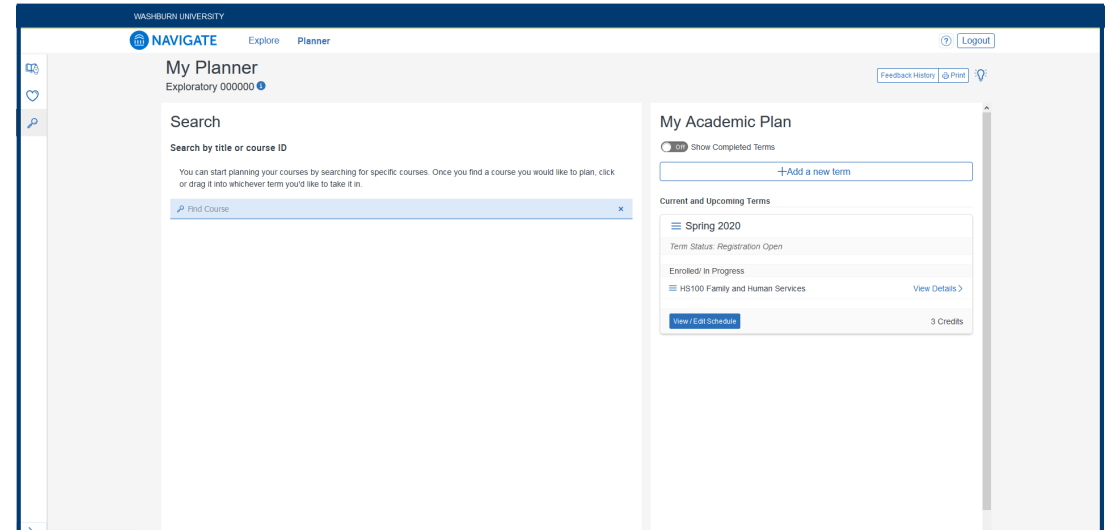 WASHBURN UNIVERSITY
NAVIGATE Explore Planner
? Logout
My Planner
Exploratory 000000 i
Feedback History Print
Search
Search by title or course ID
You can start planning your courses by searching for specific courses. Once you find a course you would like to plan, click
or drag it into whichever term you'd like to take it in.
Find Course ×
My Academic Plan
Off Show Completed Terms
+Add a new term
Current and Upcoming Terms
Spring 2020
Term Status: Registration Open
Enrolled/ In Progress
HS100 Family and Human Services View Details >
View / Edit Schedule 3 Credits